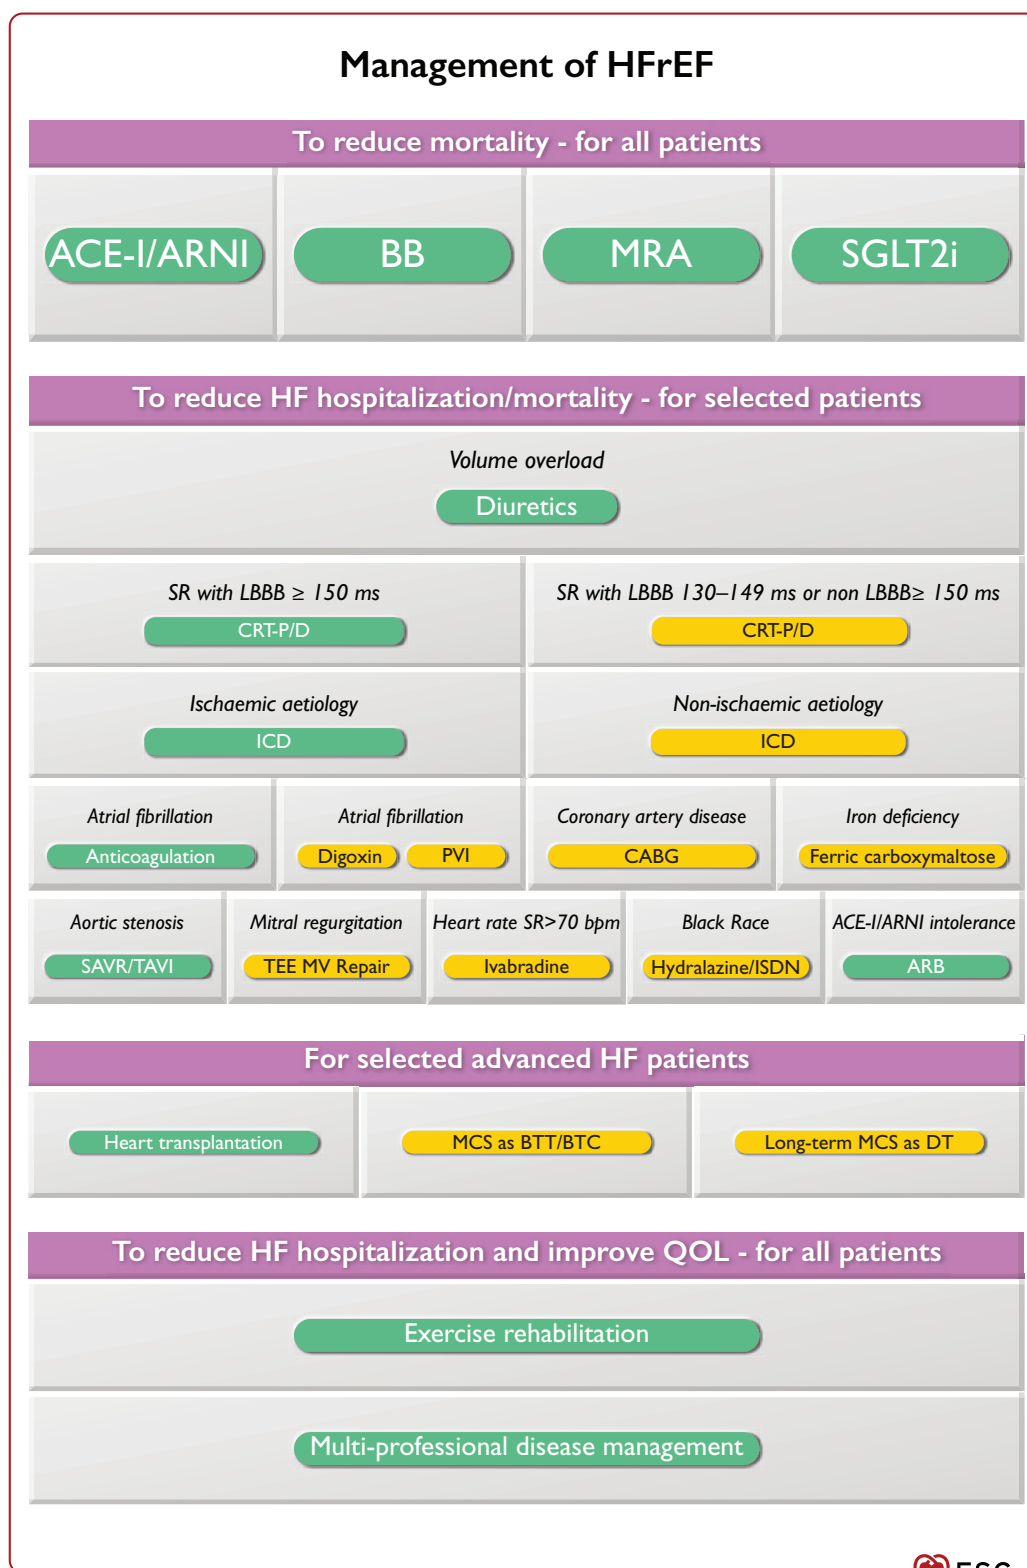 Management of HFrEF
To reduce mortality - for all patients
ACE-I/ARNI
BB
MRA
SGLT2i
To reduce HF hospitalization/mortality - for selected patients
Volume overload
Diuretics
SR with LBBB ≥ 150 ms
CRT-P/D
SR with LBBB 130–149 ms or non LBBB≥ 150 ms
CRT-P/D
Ischaemic aetiology
ICD
Non-ischaemic aetiology
ICD
Atrial fibrillation
Anticoagulation
Atrial fibrillation
Digoxin
PVI
Coronary artery disease
CABG
Iron deficiency
Ferric carboxymaltose
Aortic stenosis
SAVR/TAVI
Mitral regurgitation
TEE MV Repair
Heart rate SR>70 bpm
Ivabradine
Black Race
Hydralazine/ISDN
ACE-I/ARNI intolerance
ARB
For selected advanced HF patients
Heart transplantation
MCS as BTT/BTC
Long-term MCS as DT
To reduce HF hospitalization and improve QOL - for all patients
Exercise rehabilitation
Multi-professional disease management
ESC